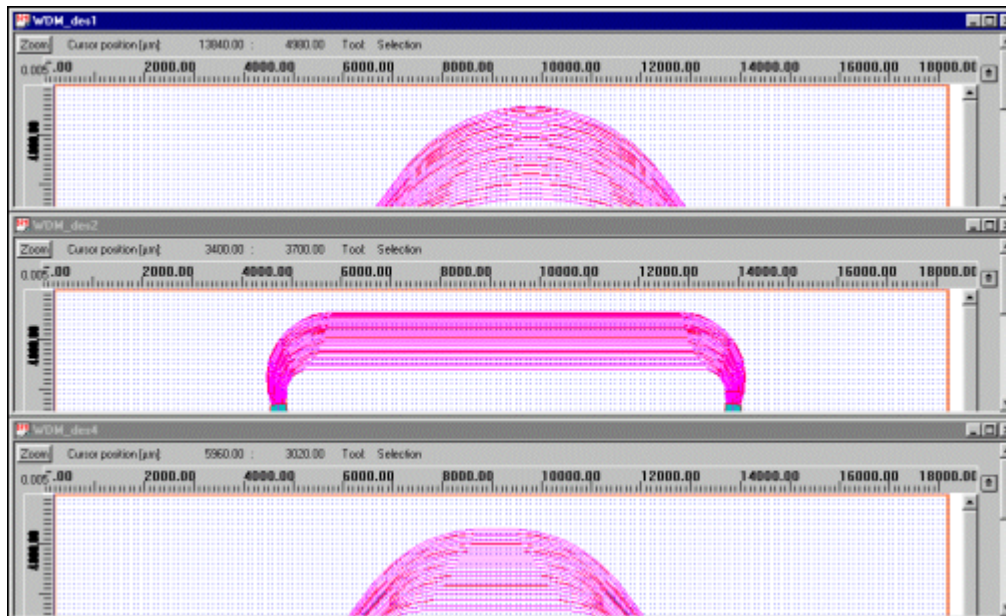 WDM_des1
Zoom Cursor position [µm]: 13840.00 : 4980.00 Tool: Selection
0.005 .00 2000.00 4000.00 6000.00 8000.00 10000.00 12000.00 14000.00 16000.00 18000.00
WDM_des2
Zoom Cursor position [µm]: 3400.00 : 3700.00 Tool: Selection
0.005 .00 2000.00 4000.00 6000.00 8000.00 10000.00 12000.00 14000.00 16000.00 18000.00
WDM_des4
Zoom Cursor position [µm]: 5960.00 : 3020.00 Tool: Selection
0.005 .00 2000.00 4000.00 6000.00 8000.00 10000.00 12000.00 14000.00 16000.00 18000.00